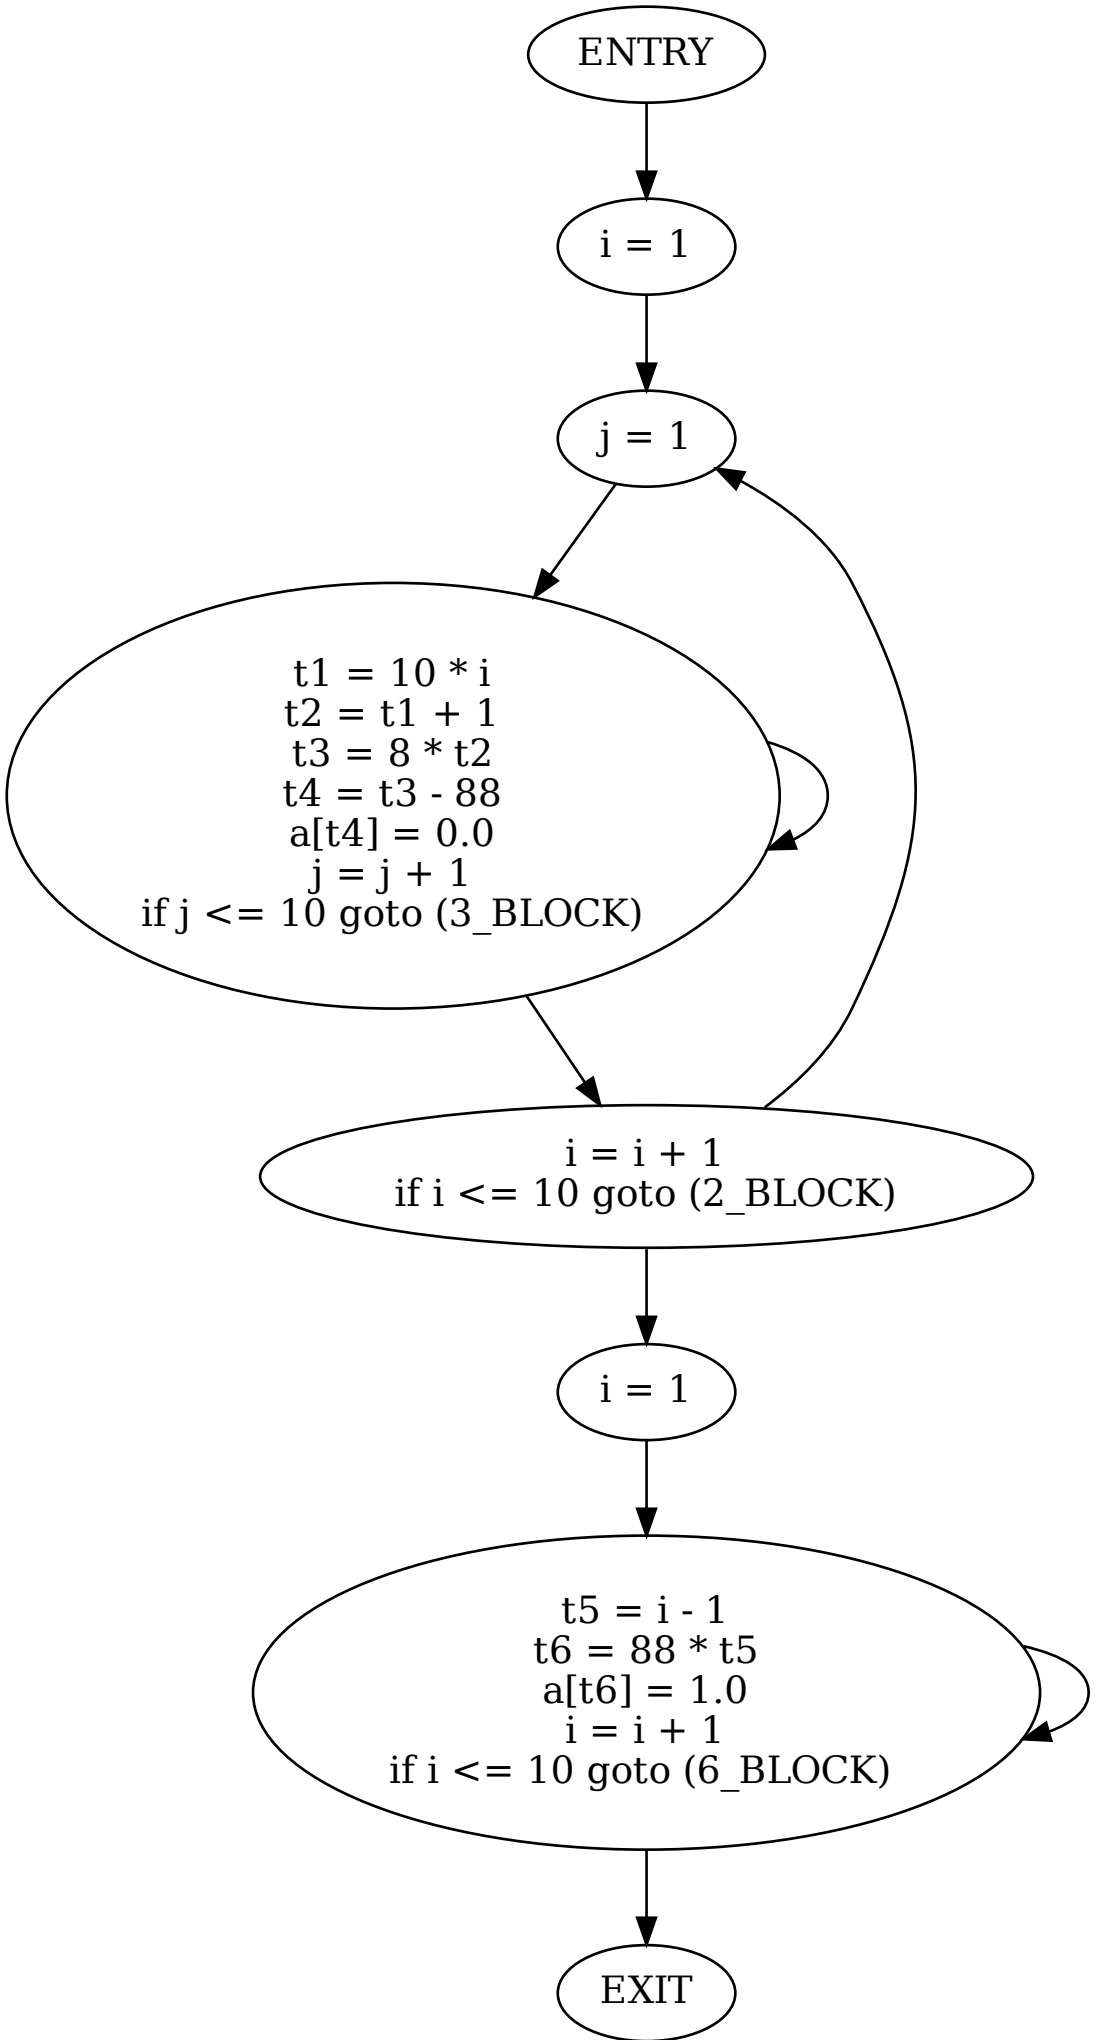 ENTRY
i = 1
j = 1
t1 = 10 * i
t2 = t1 + 1
t3 = 8 * t2
t4 = t3 - 88
a[t4] = 0.0
j = j + 1
if j <= 10 goto (3_BLOCK)
i = i + 1
if i <= 10 goto (2_BLOCK)
i = 1
t5 = i - 1
t6 = 88 * t5
a[t6] = 1.0
i = i + 1
if i <= 10 goto (6_BLOCK)
EXIT